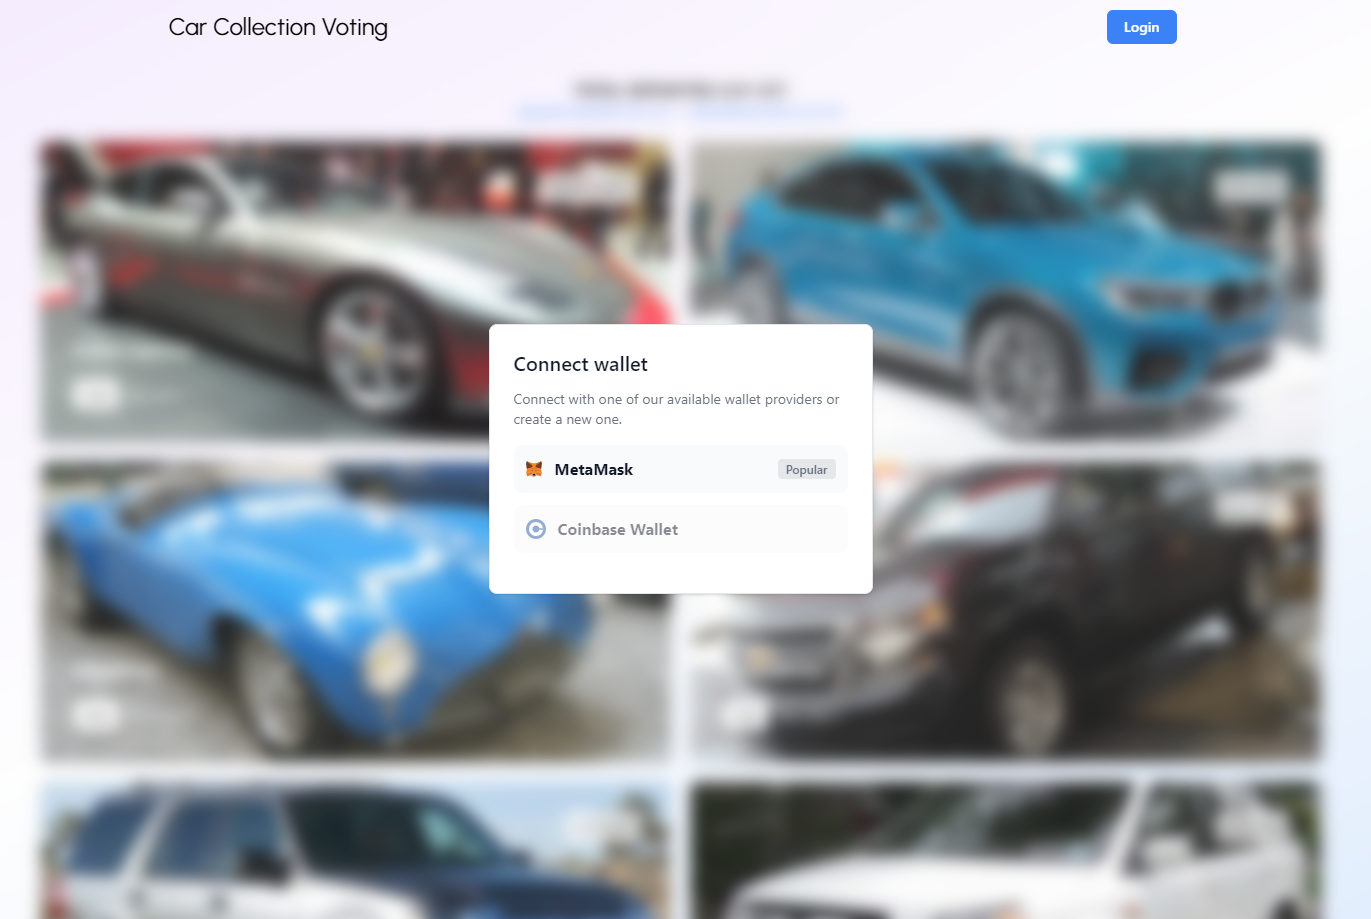 Car Collection Voting
Login
Connect wallet
Connect with one of our available wallet providers or
create a new one.
MetaMask
Popular
Coinbase Wallet